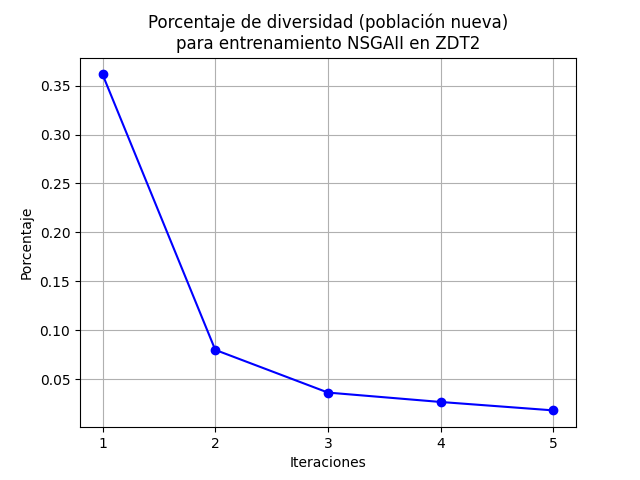 Porcentaje de diversidad (población nueva)
para entrenamiento NSGAII en ZDT2
Porcentaje
0.35
0.30
0.25
0.20
0.15
0.10
0.05
1 2 3 4 5
Iteraciones